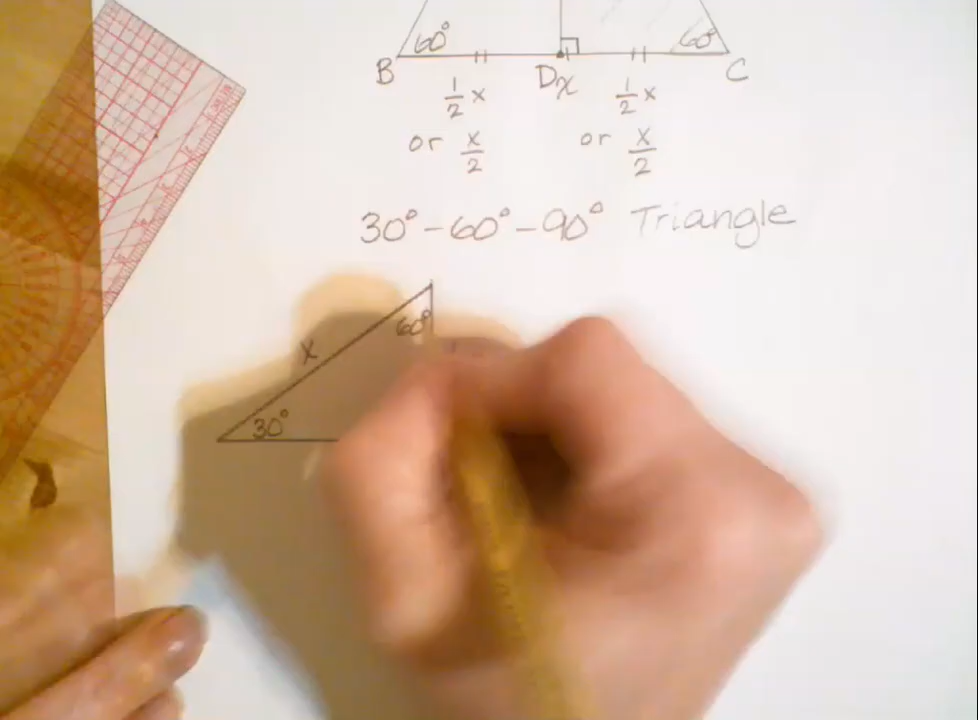 60° 60°
B D x C
1/2 x 1/2 x
or x/2 or x/2
30°-60°-90° Triangle
60°
x
30°